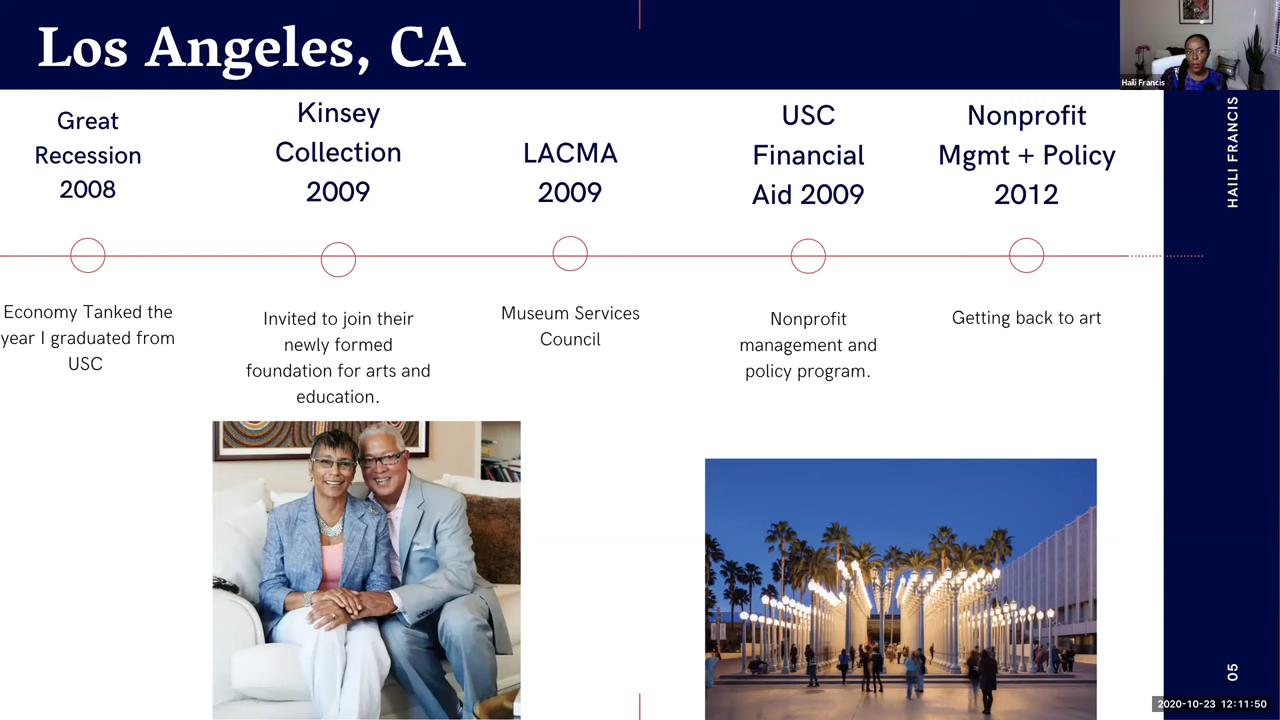 Los Angeles, CA
Haili Francis
Great
Recession
2008
Kinsey
Collection
2009
LACMA
2009
USC
Financial
Aid 2009
Nonprofit
Mgmt + Policy
2012
Economy Tanked the
year I graduated from
USC
Invited to join their
newly formed
foundation for arts and
education.
Museum Services
Council
Nonprofit
management and
policy program.
Getting back to art
HAILI FRANCIS
05
2020-10-23 12:11:50